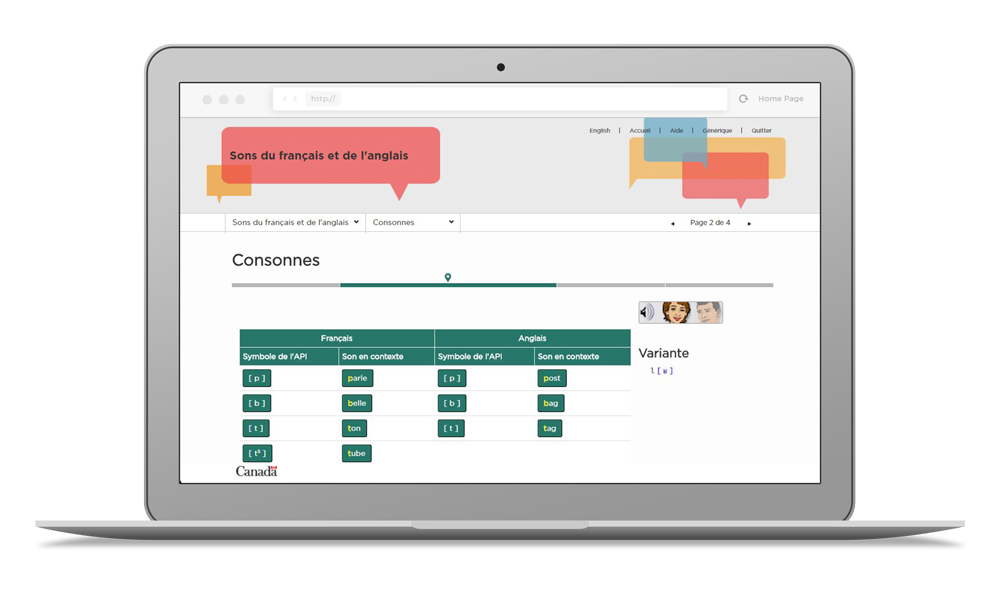 http://
Home Page
English | Accueil | Aide | Générique | Quitter
Sons du français et de l'anglais
Sons du français et de l'anglais
Consonnes
Page 2 de 4
Consonnes
Français Anglais
Symbole de l'API Son en contexte Symbole de l'API Son en contexte
[ p ] parle [ p ] post
[ b ] belle [ b ] bag
[ t ] ton [ t ] tag
[ tˢ ] tube
Variante
1. [ ʁ ]
Canada